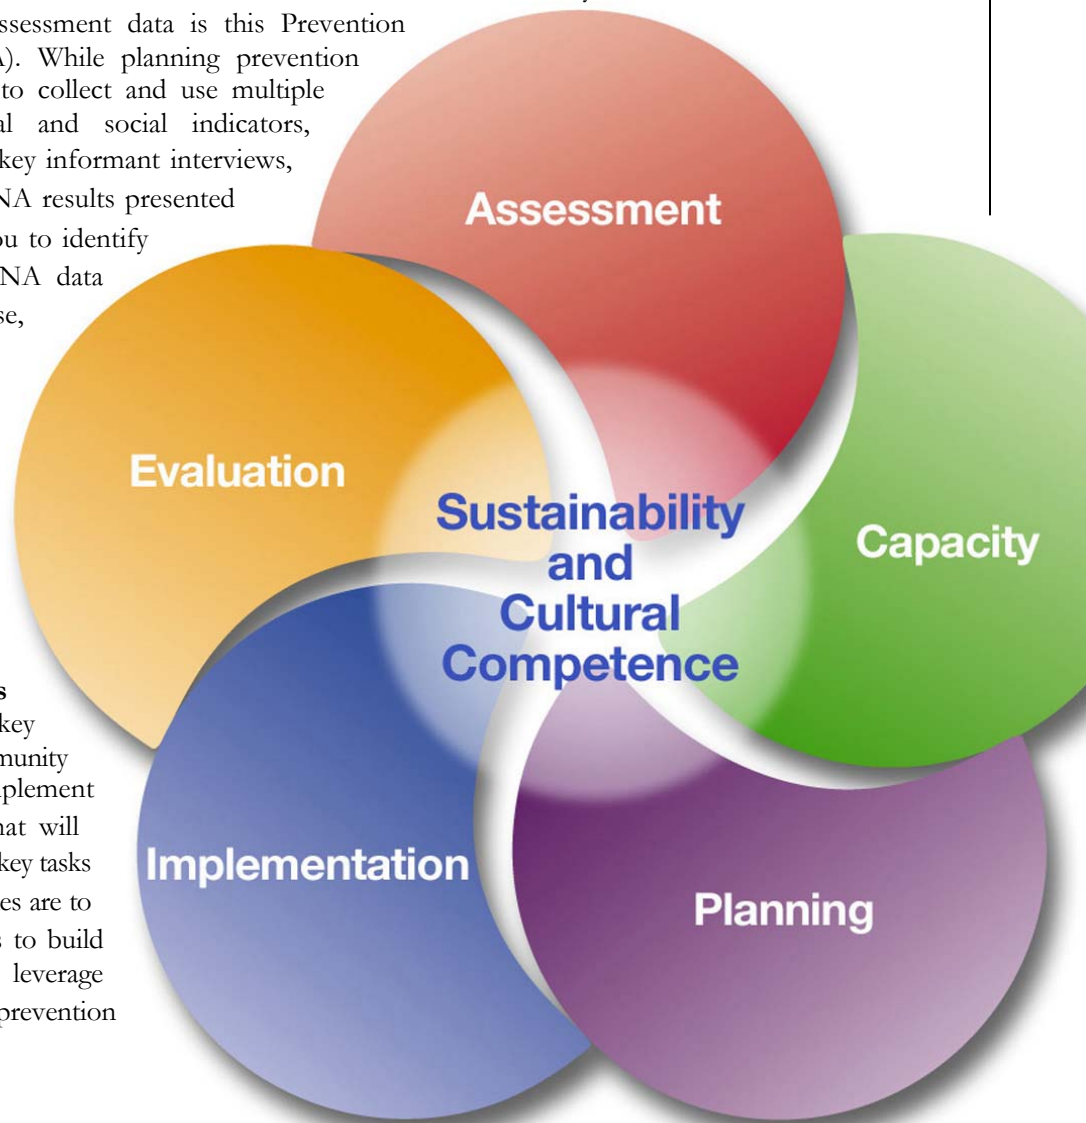 ssessment data is this Prevention
A). While planning prevention
to collect and use multiple
al and social indicators,
key informant interviews,
NA results presented
ou to identify
NA data
se,
Assessment
Evaluation
Capacity
Sustainability
and
Cultural
Competence
s
key
munity
plement
hat will
key tasks
es are to
s to build
leverage
prevention
Implementation
Planning